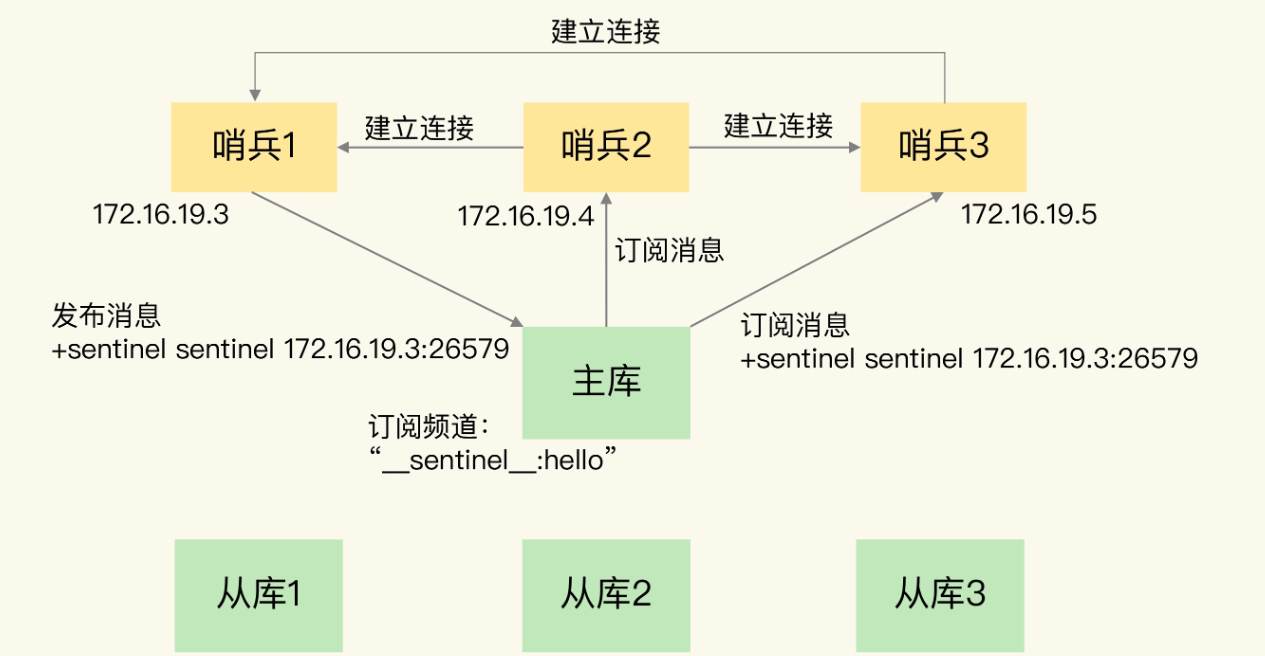 建立连接
哨兵1
建立连接
哨兵2
建立连接
哨兵3
172.16.19.3
172.16.19.4
172.16.19.5
订阅消息
发布消息
+sentinel sentinel 172.16.19.3:26579
订阅消息
+sentinel sentinel 172.16.19.3:26579
主库
订阅频道：
“__sentinel__:hello”
从库1
从库2
从库3